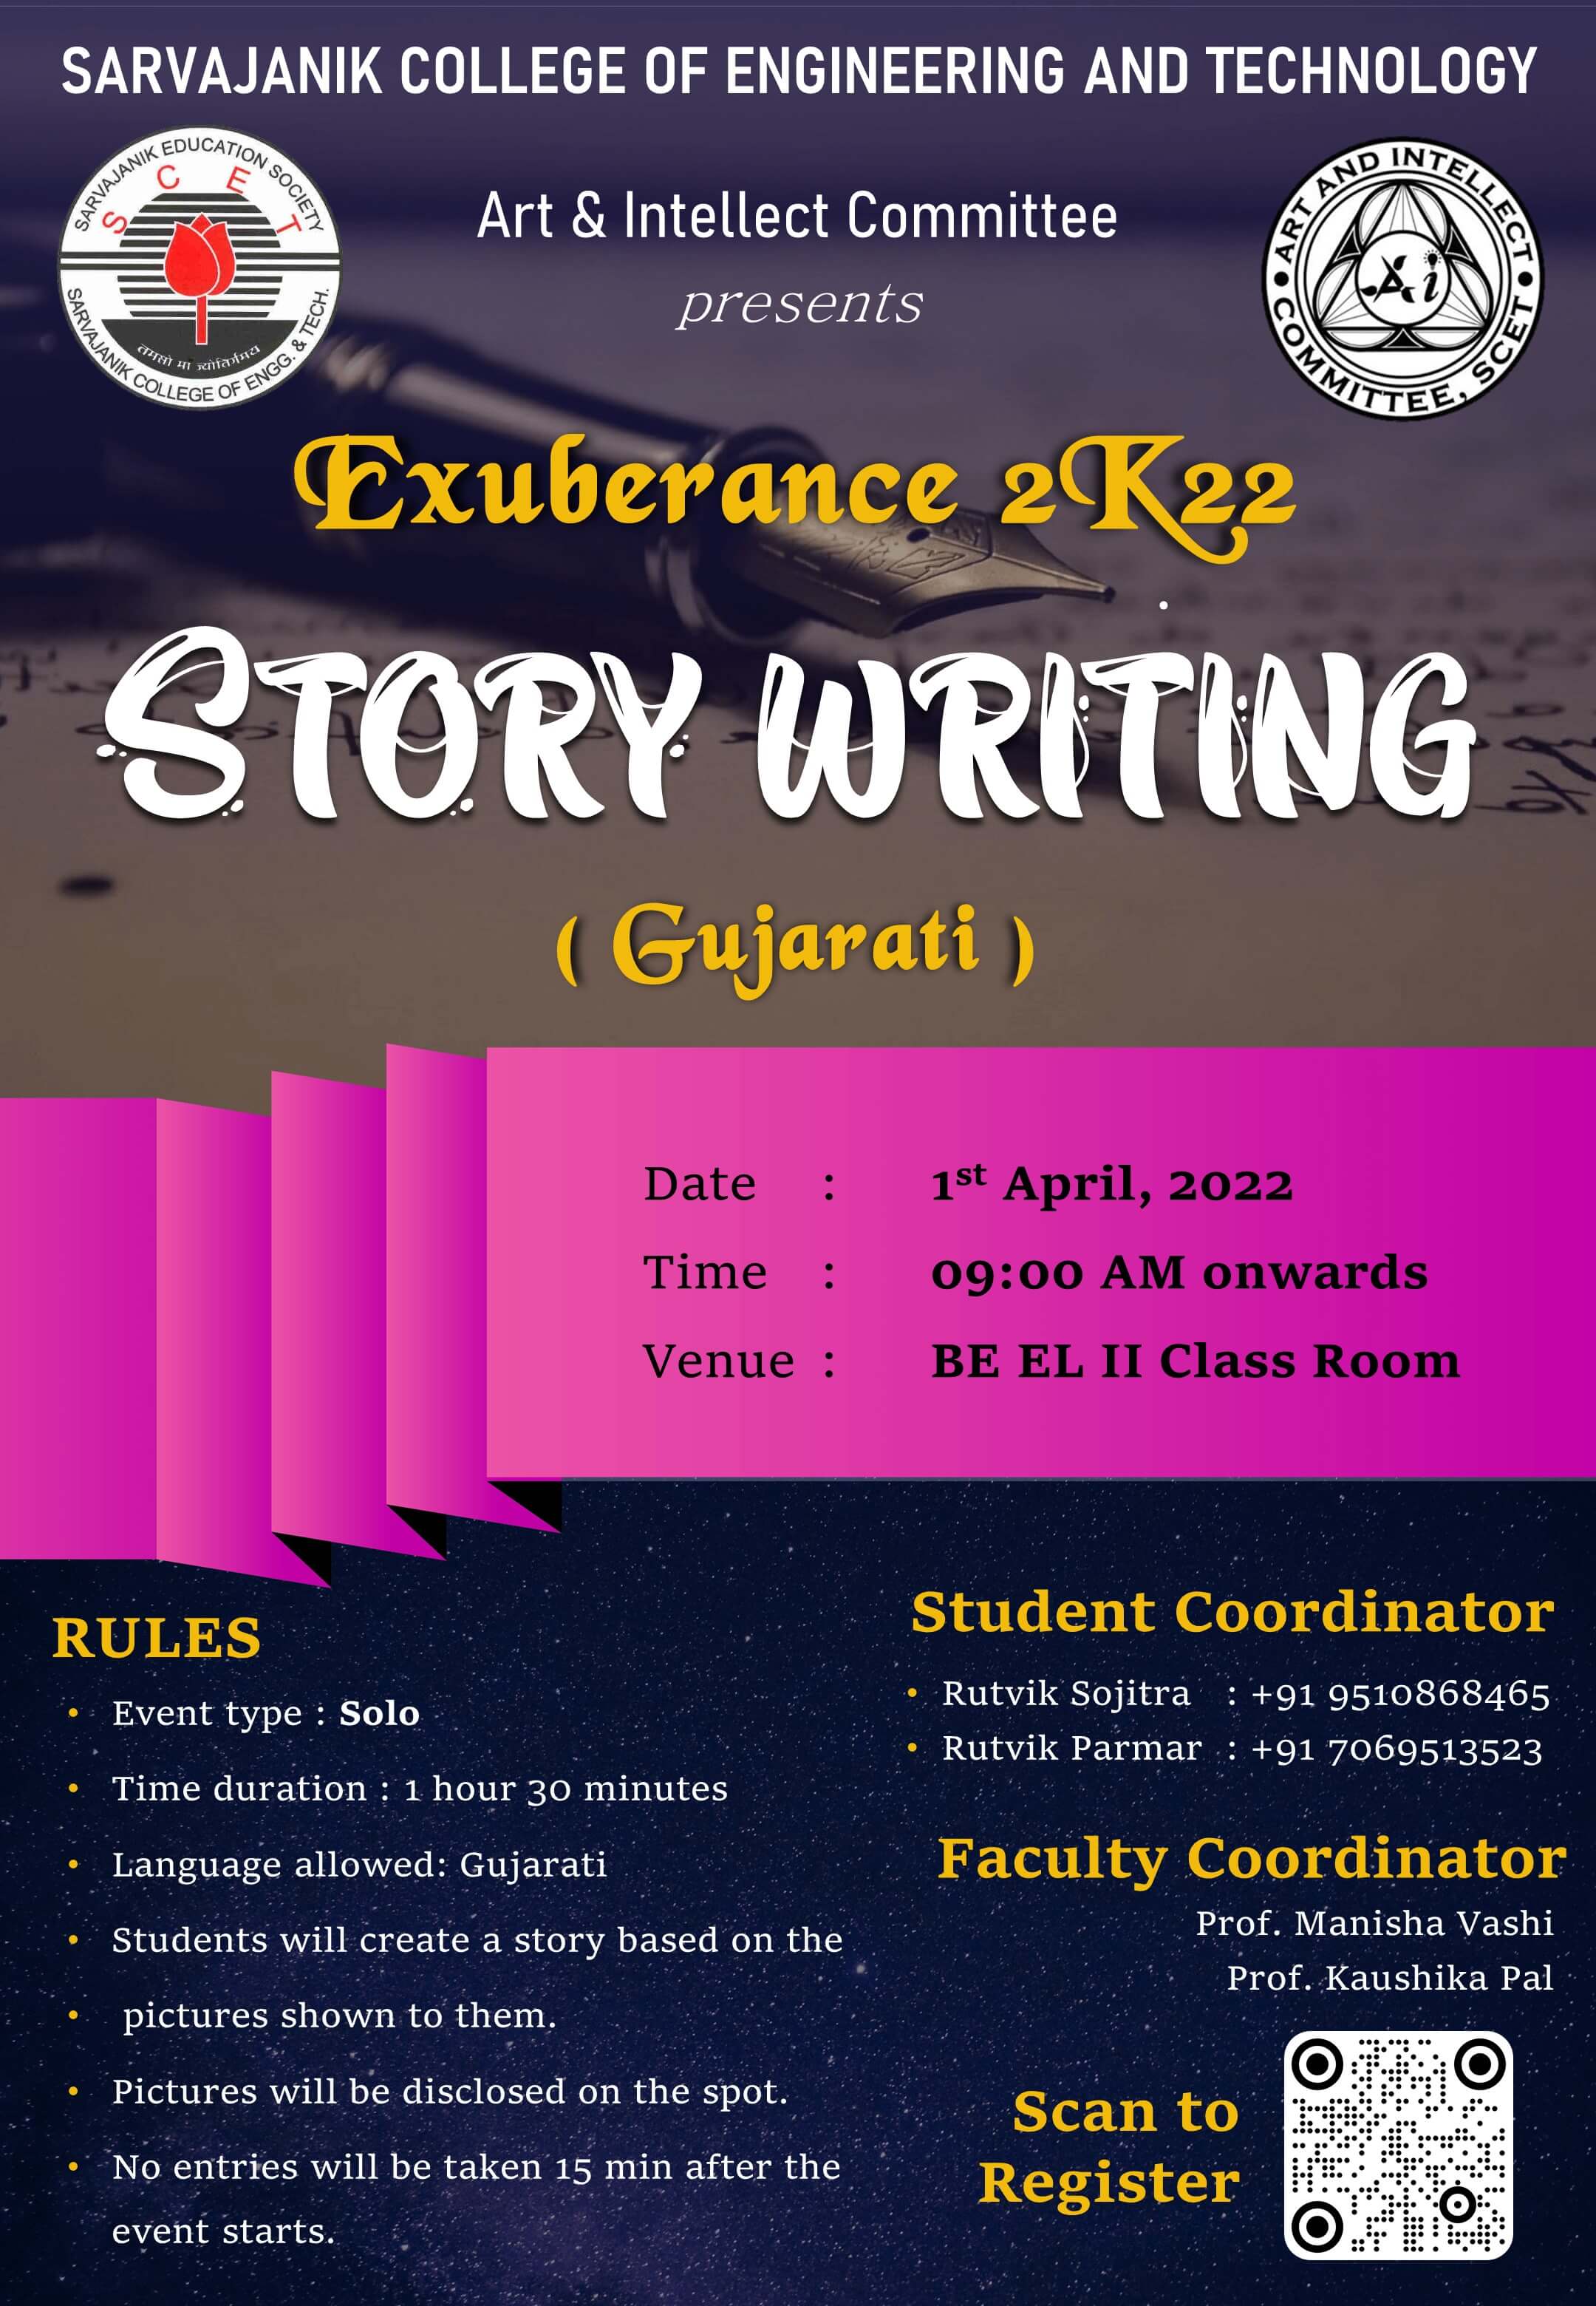 SARVAJANIK COLLEGE OF ENGINEERING AND TECHNOLOGY
SARVAJANIK EDUCATION SOCIETY
S C E T
तमसो मा ज्योतिर्गमय
SARVAJANIK COLLEGE OF ENGG. & TECH.
Art & Intellect Committee
presents
• ART AND INTELLECT •
Ai
COMMITTEE, SCET
Exuberance 2K22
STORY WRITING
( Gujarati )
Date : 1st April, 2022
Time : 09:00 AM onwards
Venue : BE EL II Class Room
RULES
• Event type : Solo
• Time duration : 1 hour 30 minutes
• Language allowed: Gujarati
• Students will create a story based on the
• pictures shown to them.
• Pictures will be disclosed on the spot.
• No entries will be taken 15 min after the
event starts.
Student Coordinator
• Rutvik Sojitra : +91 9510868465
• Rutvik Parmar : +91 7069513523
Faculty Coordinator
Prof. Manisha Vashi
Prof. Kaushika Pal
Scan to
Register